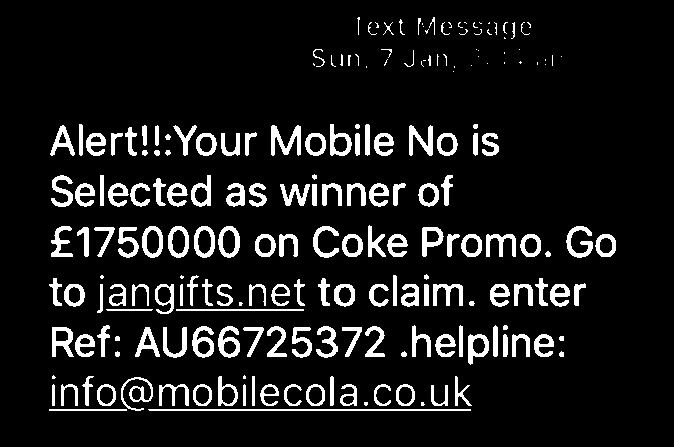 Text Message
Sun, 7 Jan,
Alert!!:Your Mobile No is
Selected as winner of
£1750000 on Coke Promo. Go
to jangifts.net to claim. enter
Ref: AU66725372 .helpline:
info@mobilecola.co.uk